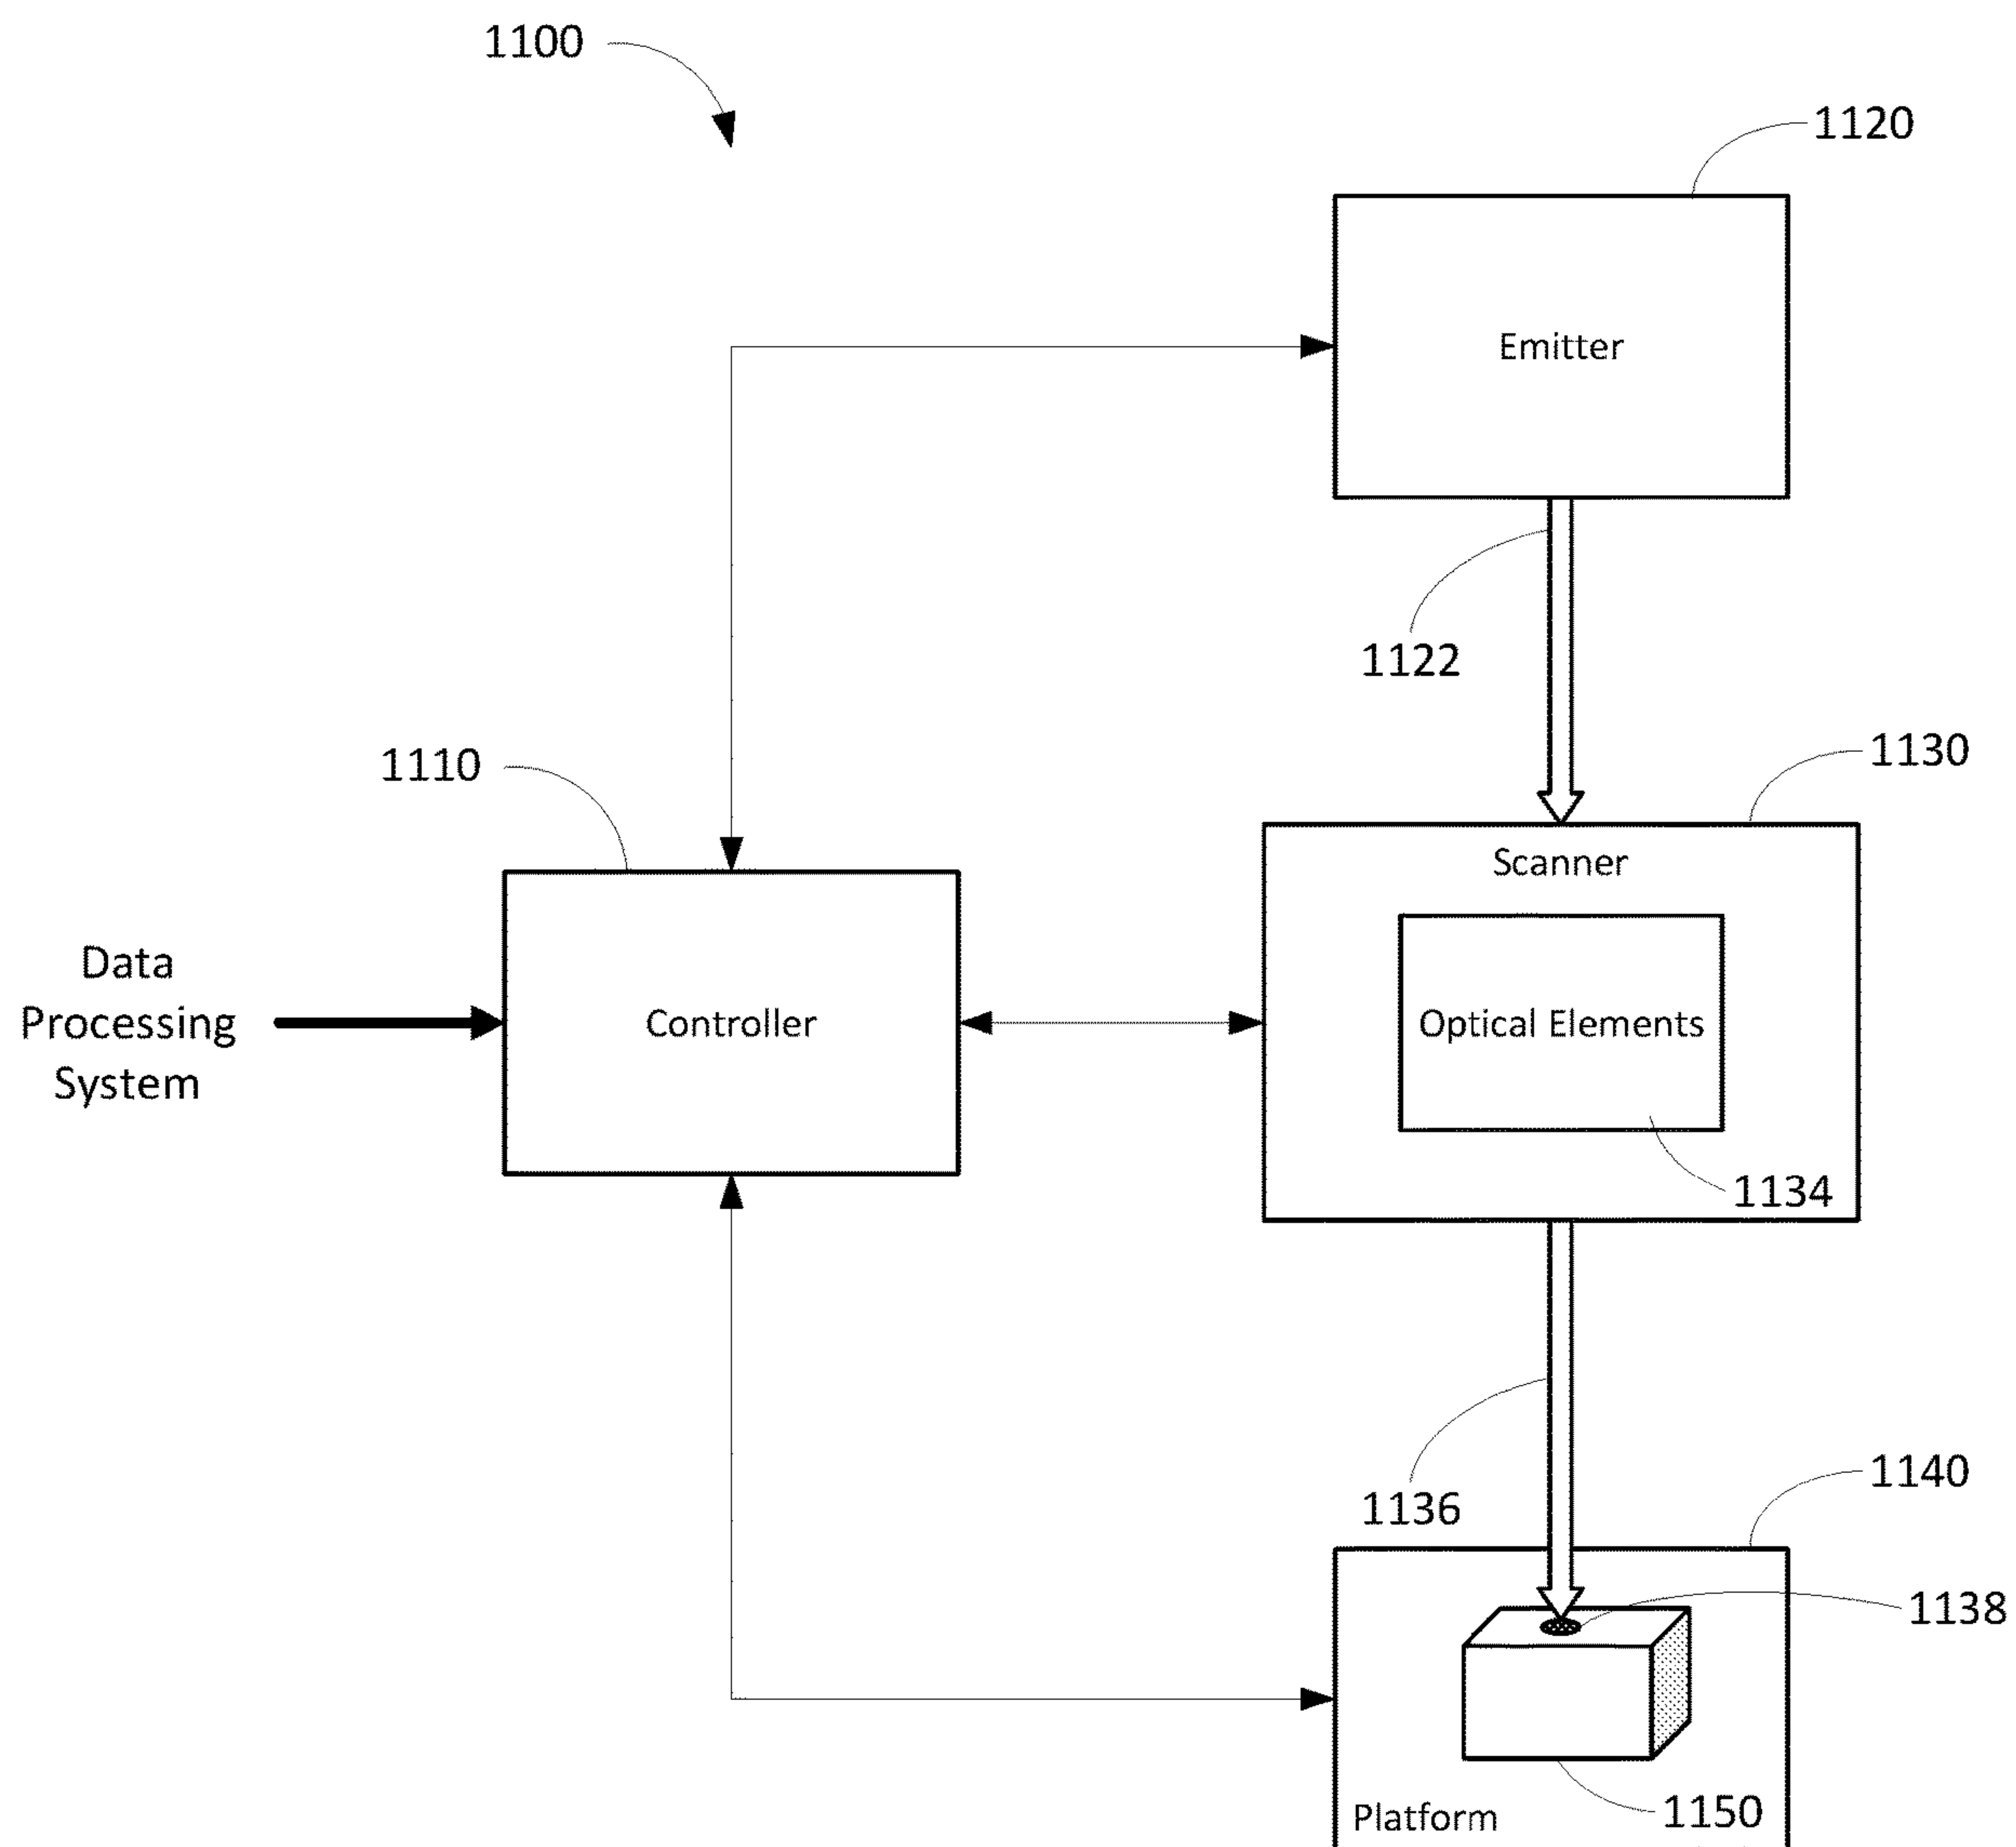 1100
1120
Emitter
1122
1110
1130
Scanner
Data
Processing
System
Controller
Optical Elements
1134
1136
1140
1138
1150
Platform